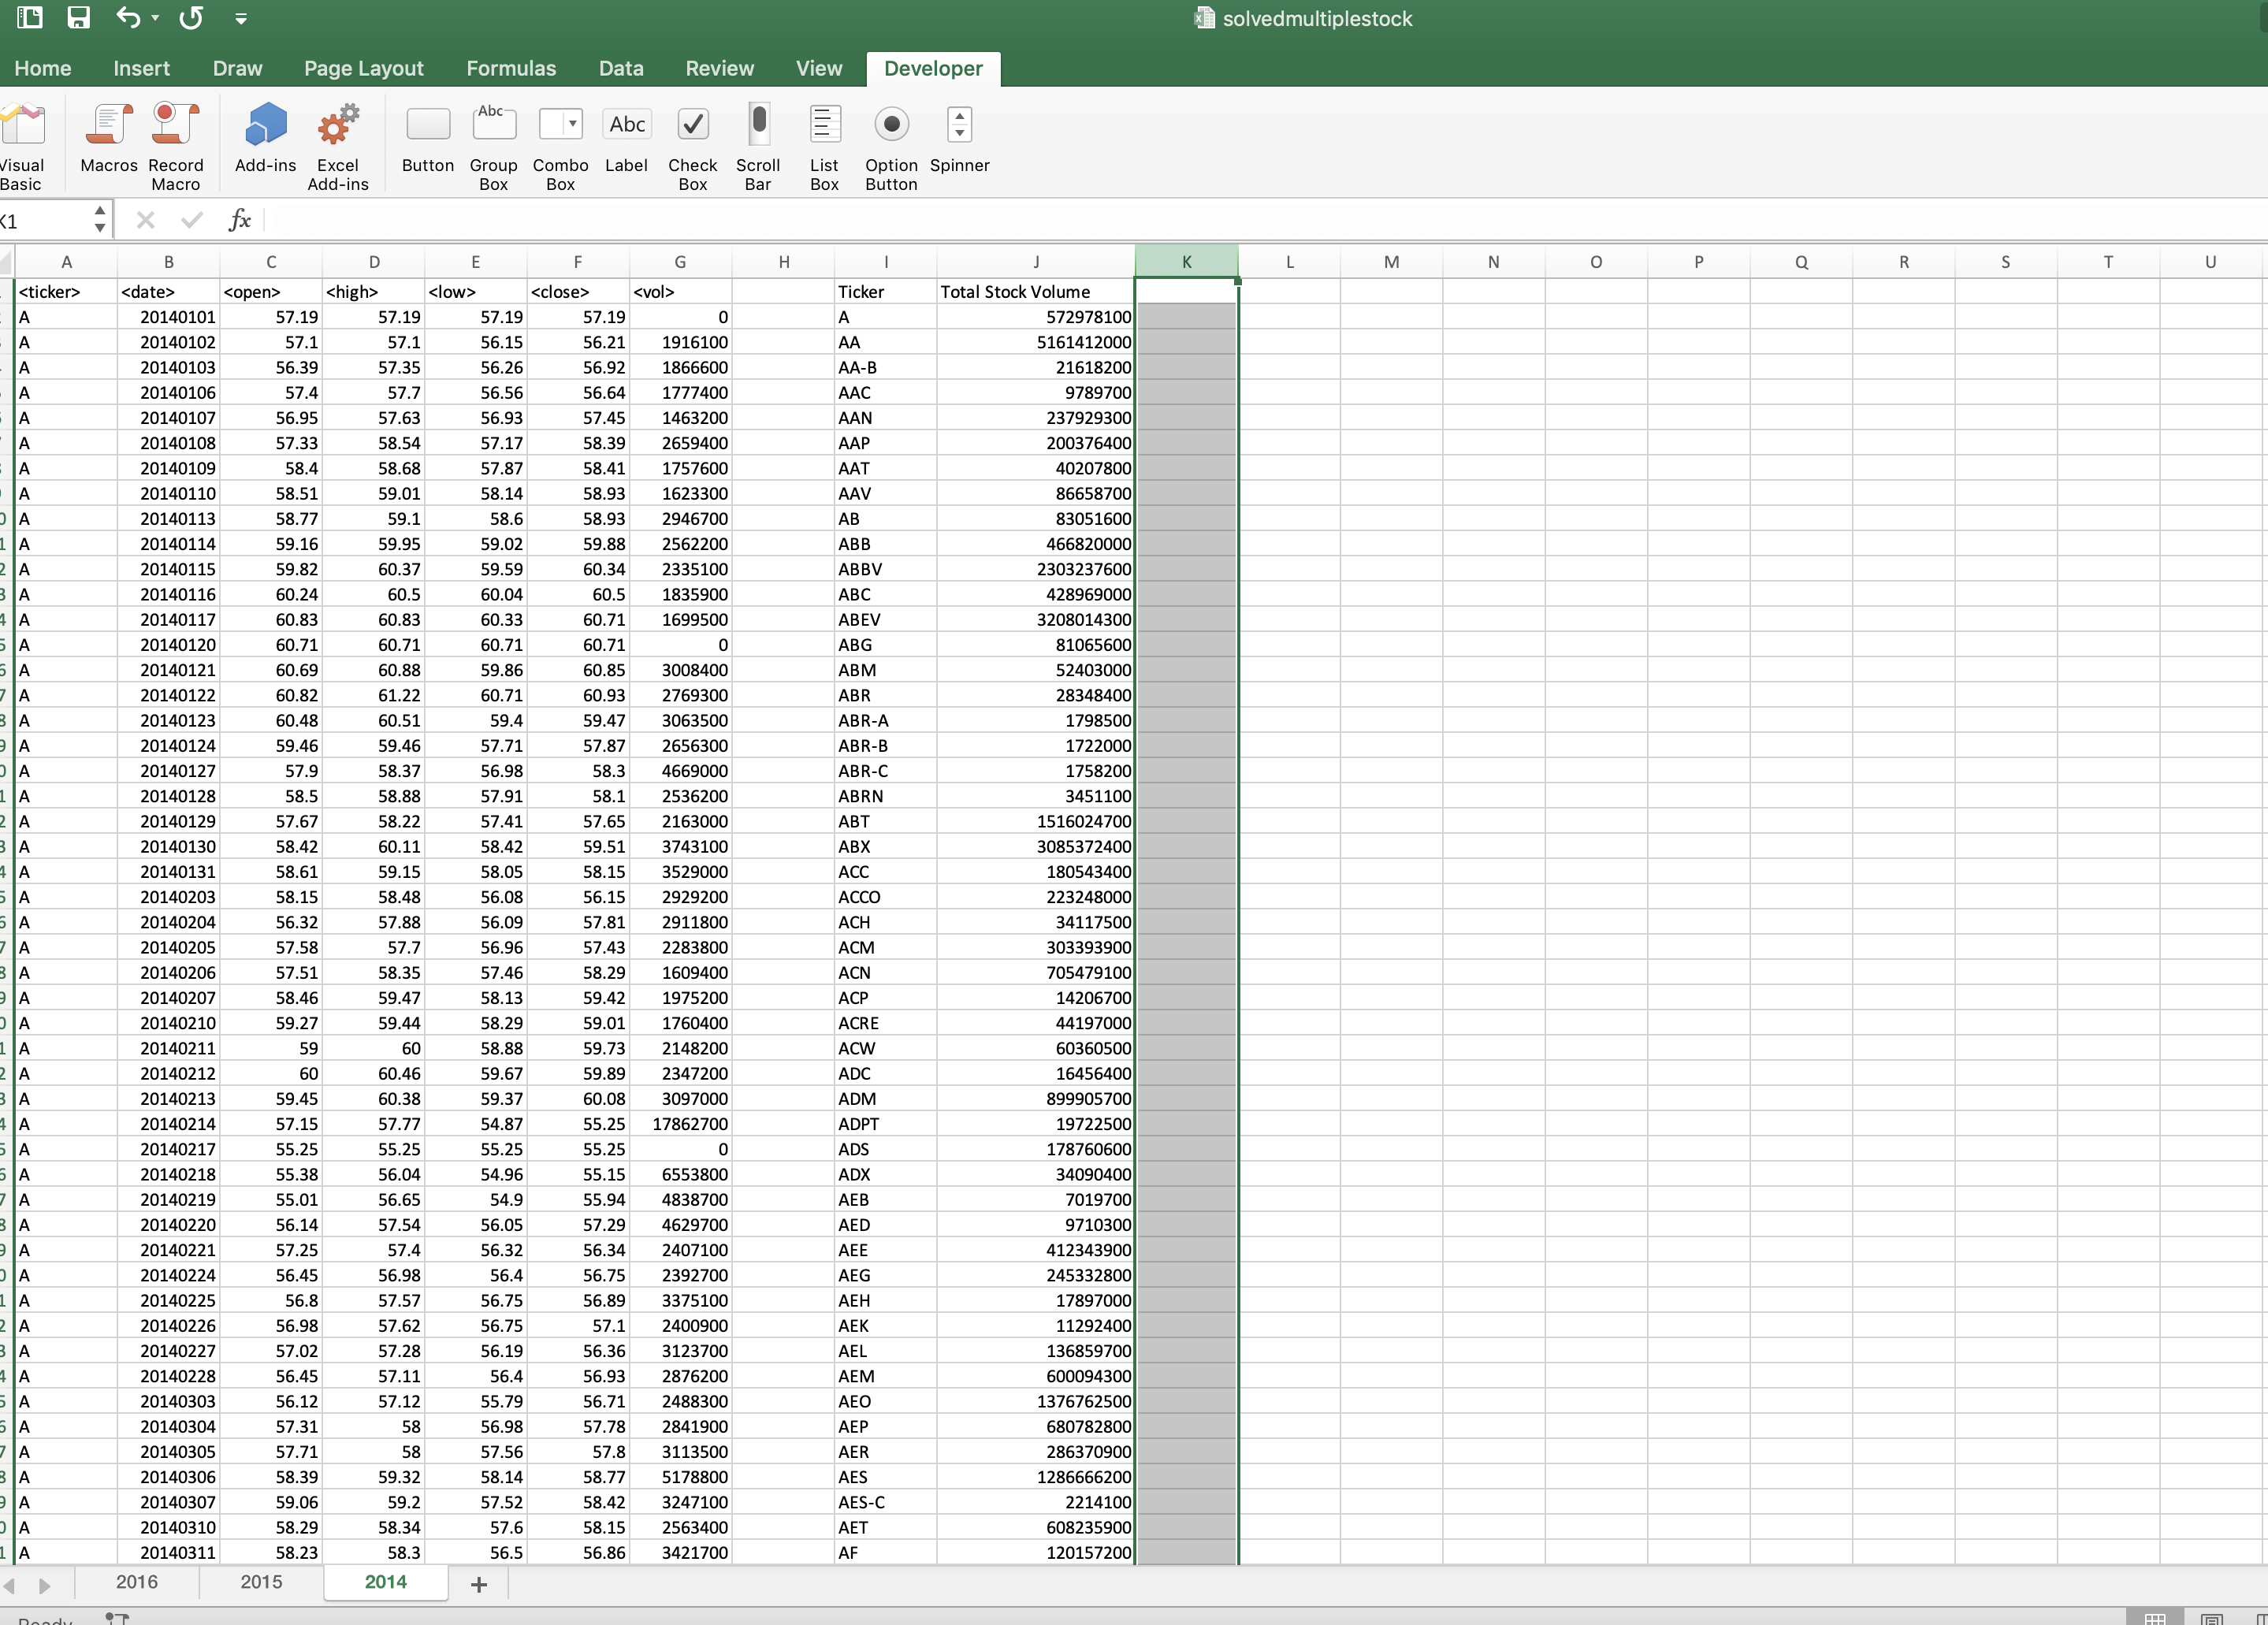 solvedmultiplestock
Home Insert Draw Page Layout Formulas Data Review View Developer
Abc Abc
Visual Basic Macros Record Macro Add-ins Excel Add-ins Button Group Box Combo Box Label Check Box Scroll Bar List Box Option Button Spinner
K1 fx
A B C D E F G H I J K L M N O P Q R S T U
<ticker> <date> <open> <high> <low> <close> <vol> Ticker Total Stock Volume
A 20140101 57.19 57.19 57.19 57.19 0 A 572978100
A 20140102 57.1 57.1 56.15 56.21 1916100 AA 5161412000
A 20140103 56.39 57.35 56.26 56.92 1866600 AA-B 21618200
A 20140106 57.4 57.7 56.56 56.64 1777400 AAC 9789700
A 20140107 56.95 57.63 56.93 57.45 1463200 AAN 237929300
A 20140108 57.33 58.54 57.17 58.39 2659400 AAP 200376400
A 20140109 58.4 58.68 57.87 58.41 1757600 AAT 40207800
A 20140110 58.51 59.01 58.14 58.93 1623300 AAV 86658700
A 20140113 58.77 59.1 58.6 58.93 2946700 AB 83051600
A 20140114 59.16 59.95 59.02 59.88 2562200 ABB 466820000
A 20140115 59.82 60.37 59.59 60.34 2335100 ABBV 2303237600
A 20140116 60.24 60.5 60.04 60.5 1835900 ABC 428969000
A 20140117 60.83 60.83 60.33 60.71 1699500 ABEV 3208014300
A 20140120 60.71 60.71 60.71 60.71 0 ABG 81065600
A 20140121 60.69 60.88 59.86 60.85 3008400 ABM 52403000
A 20140122 60.82 61.22 60.71 60.93 2769300 ABR 28348400
A 20140123 60.48 60.51 59.4 59.47 3063500 ABR-A 1798500
A 20140124 59.46 59.46 57.71 57.87 2656300 ABR-B 1722000
A 20140127 57.9 58.37 56.98 58.3 4669000 ABR-C 1758200
A 20140128 58.5 58.88 57.91 58.1 2536200 ABRN 3451100
A 20140129 57.67 58.22 57.41 57.65 2163000 ABT 1516024700
A 20140130 58.42 60.11 58.42 59.51 3743100 ABX 3085372400
A 20140131 58.61 59.15 58.05 58.15 3529000 ACC 180543400
A 20140203 58.15 58.48 56.08 56.15 2929200 ACCO 223248000
A 20140204 56.32 57.88 56.09 57.81 2911800 ACH 34117500
A 20140205 57.58 57.7 56.96 57.43 2283800 ACM 303393900
A 20140206 57.51 58.35 57.46 58.29 1609400 ACN 705479100
A 20140207 58.46 59.47 58.13 59.42 1975200 ACP 14206700
A 20140210 59.27 59.44 58.29 59.01 1760400 ACRE 44197000
A 20140211 59 60 58.88 59.73 2148200 ACW 60360500
A 20140212 60 60.46 59.67 59.89 2347200 ADC 16456400
A 20140213 59.45 60.38 59.37 60.08 3097000 ADM 899905700
A 20140214 57.15 57.77 54.87 55.25 17862700 ADPT 19722500
A 20140217 55.25 55.25 55.25 55.25 0 ADS 178760600
A 20140218 55.38 56.04 54.96 55.15 6553800 ADX 34090400
A 20140219 55.01 56.65 54.9 55.94 4838700 AEB 7019700
A 20140220 56.14 57.54 56.05 57.29 4629700 AED 9710300
A 20140221 57.25 57.4 56.32 56.34 2407100 AEE 412343900
A 20140224 56.45 56.98 56.4 56.75 2392700 AEG 245332800
A 20140225 56.8 57.57 56.75 56.89 3375100 AEH 17897000
A 20140226 56.98 57.62 56.75 57.1 2400900 AEK 11292400
A 20140227 57.02 57.28 56.19 56.36 3123700 AEL 136859700
A 20140228 56.45 57.11 56.4 56.93 2876200 AEM 600094300
A 20140303 56.12 57.12 55.79 56.71 2488300 AEO 1376762500
A 20140304 57.31 58 56.98 57.78 2841900 AEP 680782800
A 20140305 57.71 58 57.56 57.8 3113500 AER 286370900
A 20140306 58.39 59.32 58.14 58.77 5178800 AES 1286666200
A 20140307 59.06 59.2 57.52 58.42 3247100 AES-C 2214100
A 20140310 58.29 58.34 57.6 58.15 2563400 AET 608235900
A 20140311 58.23 58.3 56.5 56.86 3421700 AF 120157200
2016 2015 2014 +
Ready